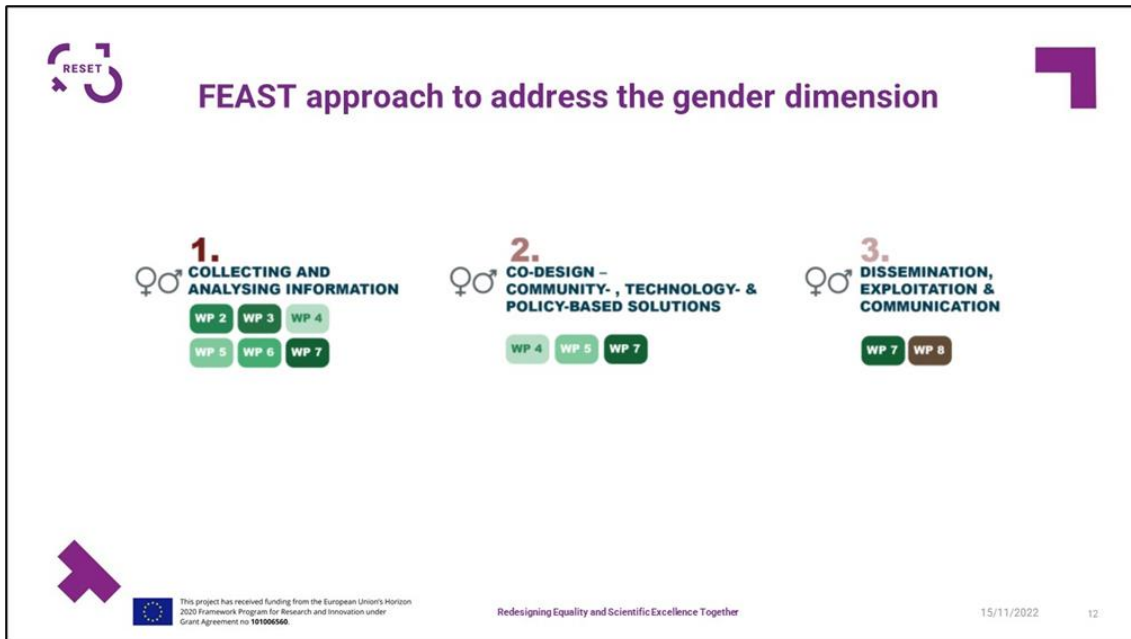 RESET
FEAST approach to address the gender dimension
1.
COLLECTING AND
ANALYSING INFORMATION
WP 2 WP 3 WP 4
WP 5 WP 6 WP 7
2.
CO-DESIGN –
COMMUNITY- , TECHNOLOGY- &
POLICY-BASED SOLUTIONS
WP 4 WP 5 WP 7
3.
DISSEMINATION,
EXPLOITATION &
COMMUNICATION
WP 7 WP 8
This project has received funding from the European Union's Horizon
2020 Framework Program for Research and Innovation under
Grant Agreement no 101006560.
Redesigning Equality and Scientific Excellence Together
15/11/2022
12